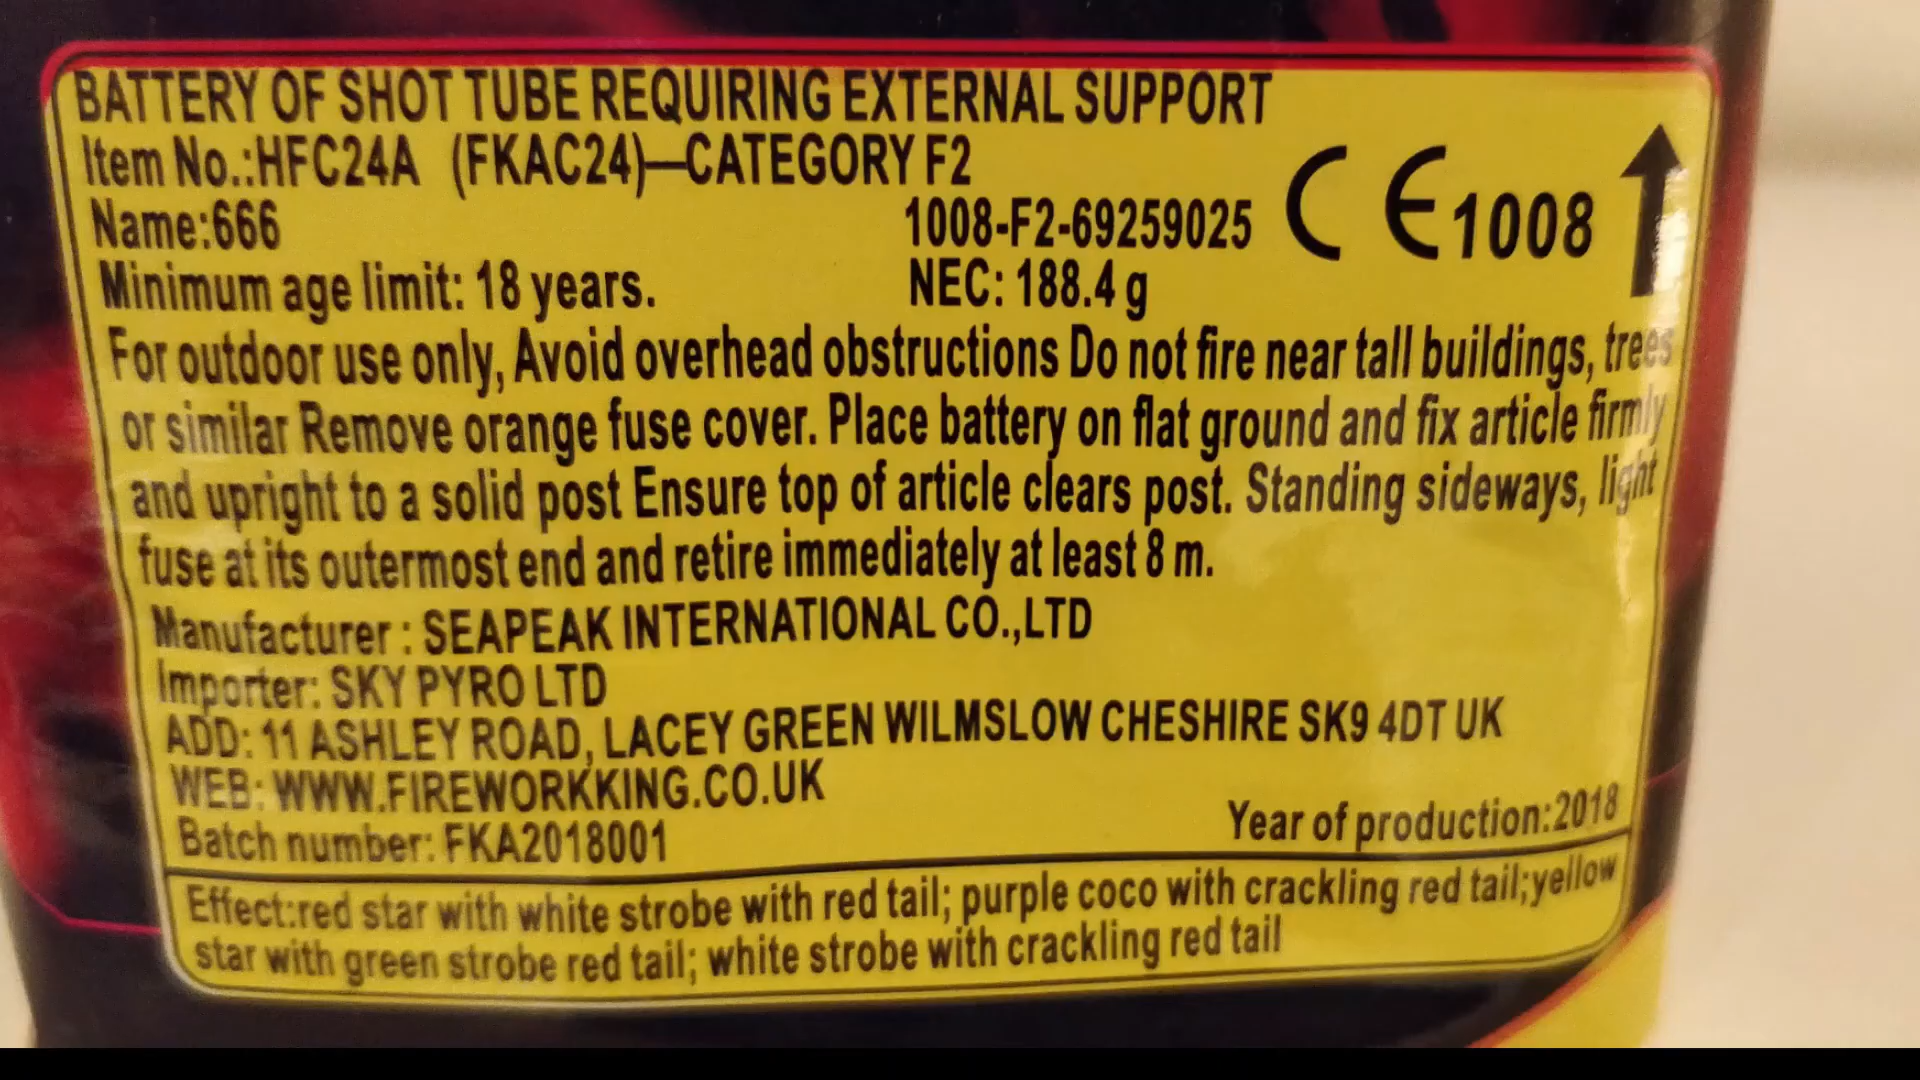 BATTERY OF SHOT TUBE REQUIRING EXTERNAL SUPPORT
Item No.:HFC24A (FKAC24)—CATEGORY F2
Name:666 1008-F2-69259025 CE 1008
Minimum age limit: 18 years. NEC: 188.4 g
For outdoor use only, Avoid overhead obstructions Do not fire near tall buildings, trees
or similar Remove orange fuse cover. Place battery on flat ground and fix article firmly
and upright to a solid post Ensure top of article clears post. Standing sideways, light
fuse at its outermost end and retire immediately at least 8 m.
Manufacturer : SEAPEAK INTERNATIONAL CO.,LTD
Importer: SKY PYRO LTD
ADD: 11 ASHLEY ROAD, LACEY GREEN WILMSLOW CHESHIRE SK9 4DT UK
WEB: WWW.FIREWORKKING.CO.UK
Batch number: FKA2018001 Year of production:2018
Effect:red star with white strobe with red tail; purple coco with crackling red tail;yellow
star with green strobe red tail; white strobe with crackling red tail